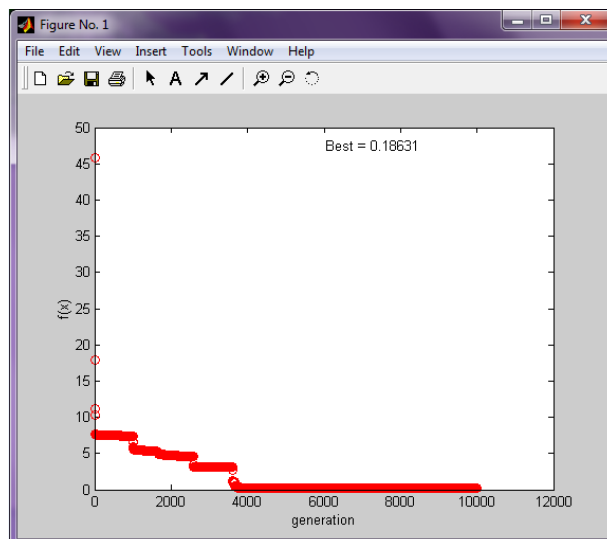 Figure No. 1
File Edit View Insert Tools Window Help
A
Best = 0.18631
50
45
40
35
30
25
20
15
10
5
0
f(x)
0 2000 4000 6000 8000 10000 12000
generation